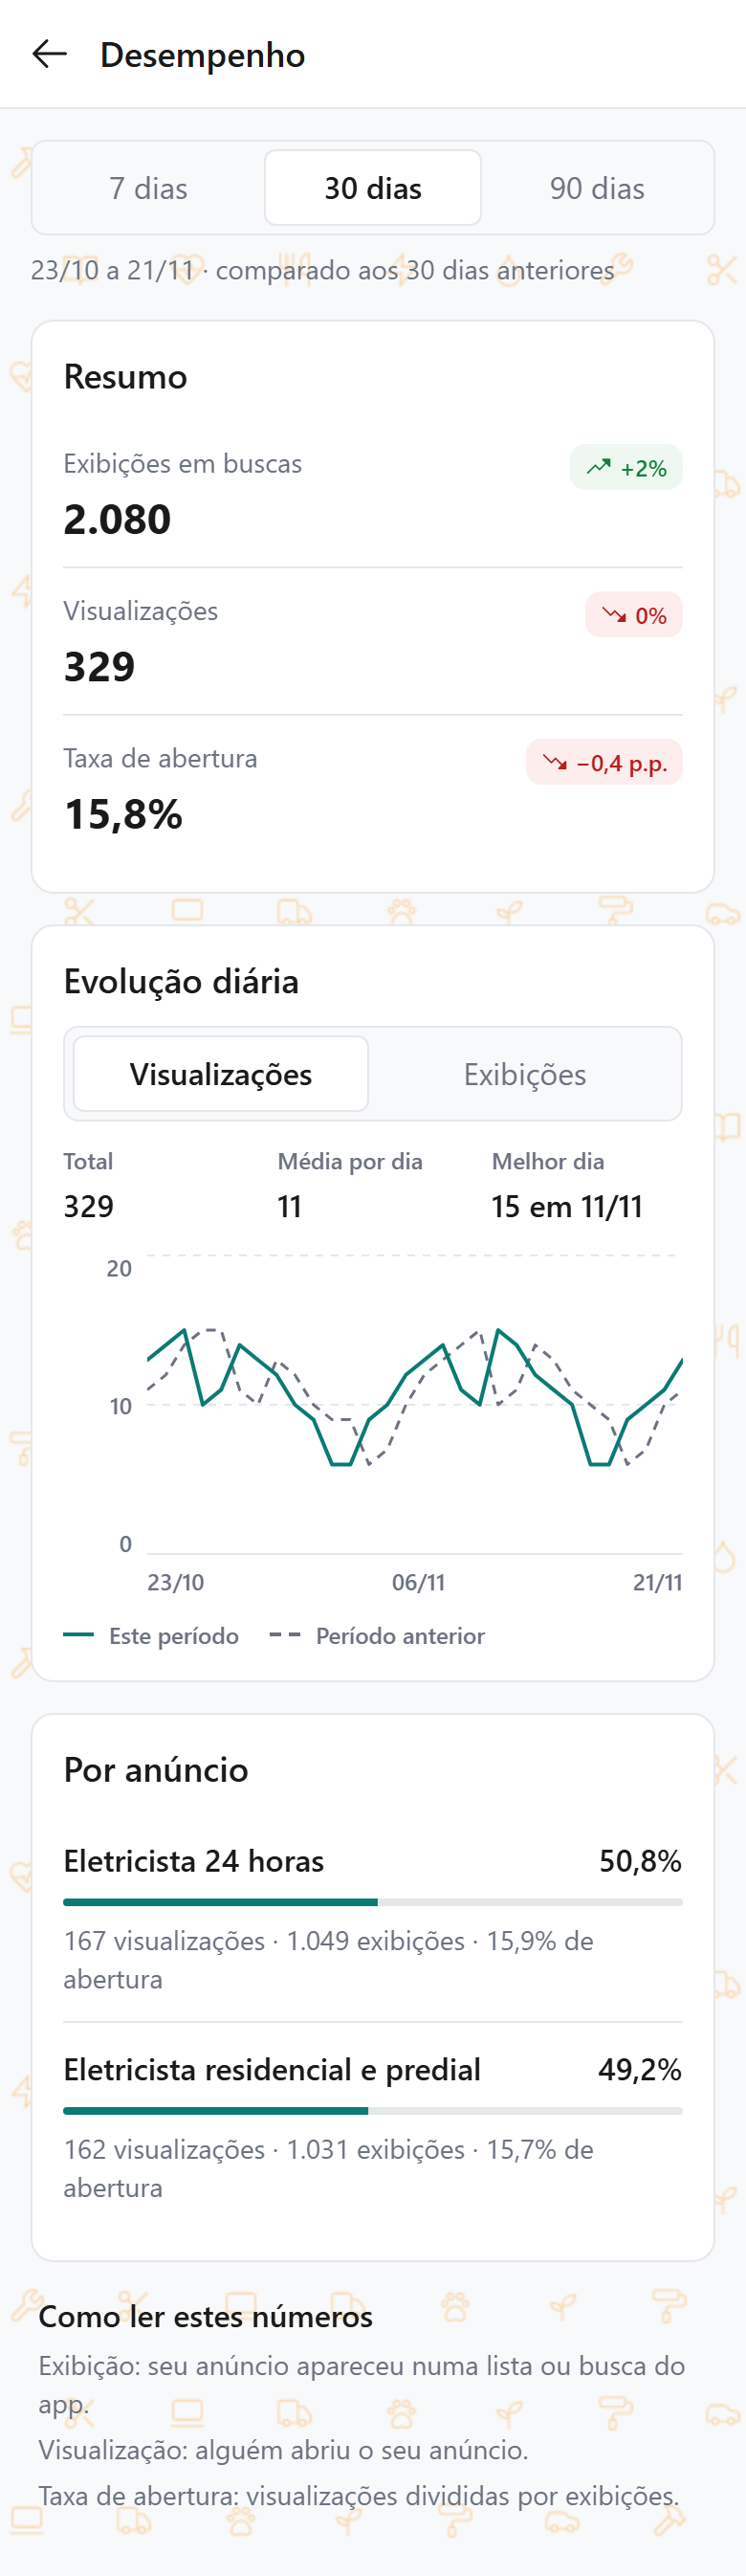 Desempenho
7 dias
30 dias
90 dias
23/10 a 21/11 · comparado aos 30 dias anteriores
Resumo
Exibições em buscas
+2%
2.080
Visualizações
0%
329
Taxa de abertura
−0,4 p.p.
15,8%
Evolução diária
Visualizações
Exibições
Total
Média por dia
Melhor dia
329
11
15 em 11/11
20
10
0
23/10
06/11
21/11
Este período
Período anterior
Por anúncio
Eletricista 24 horas
50,8%
167 visualizações · 1.049 exibições · 15,9% de
abertura
Eletricista residencial e predial
49,2%
162 visualizações · 1.031 exibições · 15,7% de
abertura
Como ler estes números
Exibição: seu anúncio apareceu numa lista ou busca do
app.
Visualização: alguém abriu o seu anúncio.
Taxa de abertura: visualizações divididas por exibições.